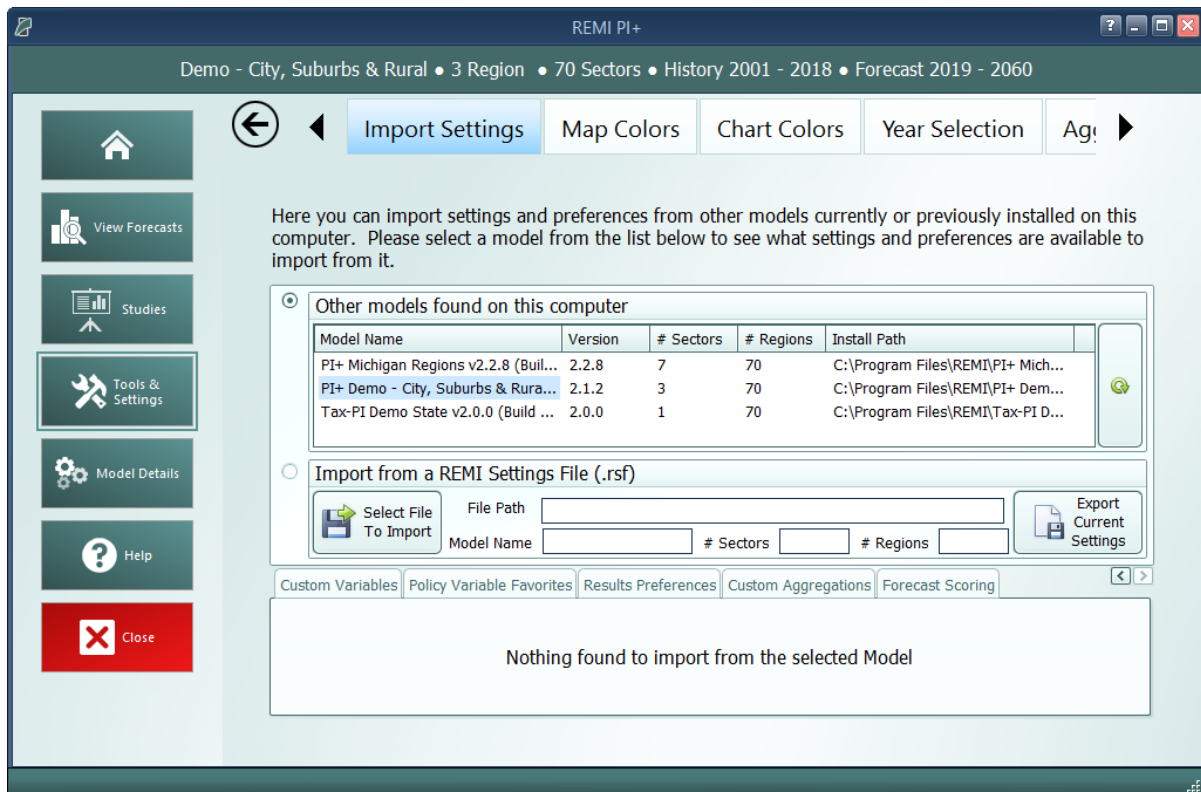 REMI PI+
?
Demo - City, Suburbs & Rural ● 3 Region ● 70 Sectors ● History 2001 - 2018 ● Forecast 2019 - 2060
Import Settings
Map Colors
Chart Colors
Year Selection
Agg
View Forecasts
Studies
Tools &
Settings
Model Details
Help
Close
Here you can import settings and preferences from other models currently or previously installed on this
computer. Please select a model from the list below to see what settings and preferences are available to
import from it.
Other models found on this computer
Model Name Version # Sectors # Regions Install Path
PI+ Michigan Regions v2.2.8 (Buil... 2.2.8 7 70 C:\Program Files\REMI\PI+ Mich...
PI+ Demo - City, Suburbs & Rura... 2.1.2 3 70 C:\Program Files\REMI\PI+ Dem...
Tax-PI Demo State v2.0.0 (Build ... 2.0.0 1 70 C:\Program Files\REMI\Tax-PI D...
Import from a REMI Settings File (.rsf)
Select File
To Import
File Path
Model Name
# Sectors
# Regions
Export
Current
Settings
Custom Variables
Policy Variable Favorites
Results Preferences
Custom Aggregations
Forecast Scoring
Nothing found to import from the selected Model